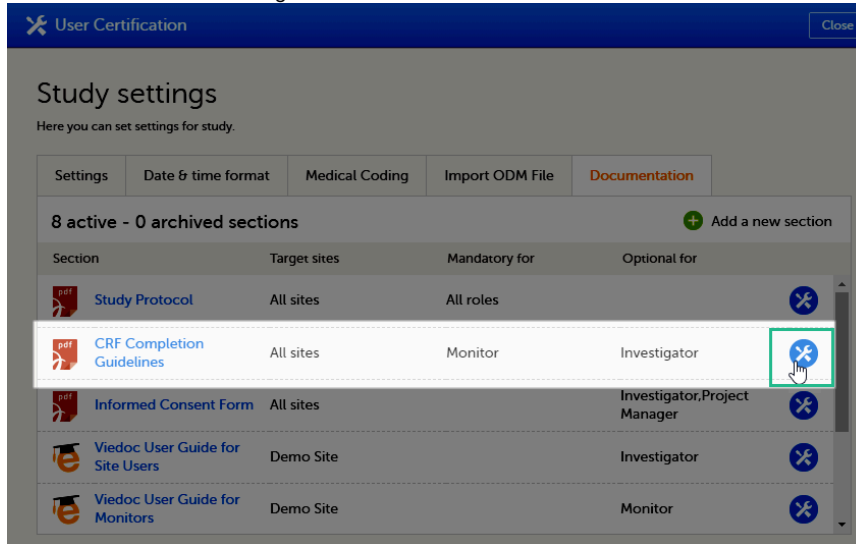 User Certification
Close
Study settings
Here you can set settings for study.
Settings
Date & time format
Medical Coding
Import ODM File
Documentation
8 active - 0 archived sections
Add a new section
Section
Target sites
Mandatory for
Optional for
pdf
Study Protocol
All sites
All roles
pdf
CRF Completion
Guidelines
All sites
Monitor
Investigator
pdf
Informed Consent Form
All sites
Investigator,Project
Manager
Viedoc User Guide for
Site Users
Demo Site
Investigator
Viedoc User Guide for
Monitors
Demo Site
Monitor